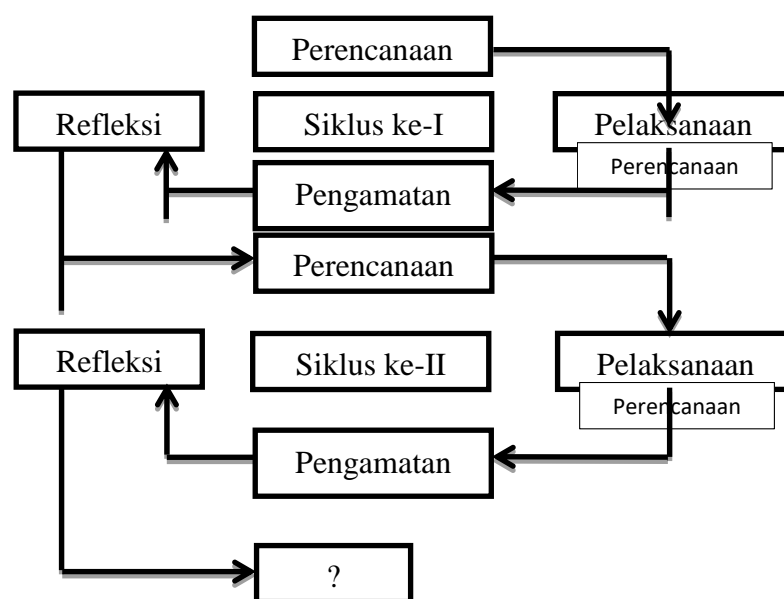 Perencanaan
Refleksi
Siklus ke-I
Pelaksanaan
Perencanaan
Pengamatan
Perencanaan
Refleksi
Siklus ke-II
Pelaksanaan
Perencanaan
Pengamatan
?